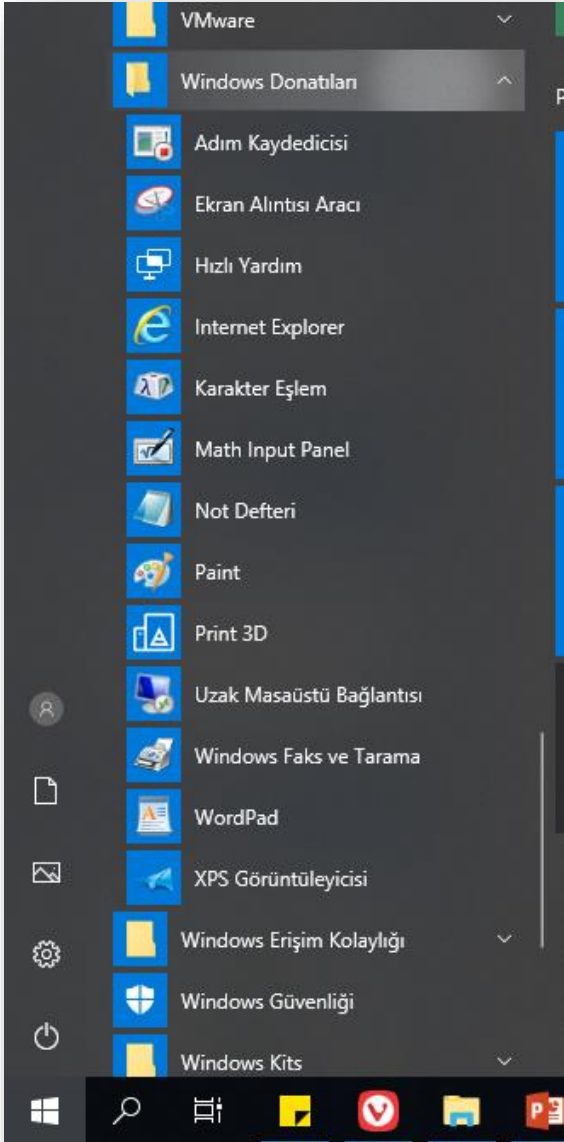 VMware
Windows Donatıları
Adım Kaydedicisi
Ekran Alıntısı Aracı
Hızlı Yardım
Internet Explorer
Karakter Eşlem
Math Input Panel
Not Defteri
Paint
Print 3D
Uzak Masaüstü Bağlantısı
Windows Faks ve Tarama
WordPad
XPS Görüntüleyicisi
Windows Erişim Kolaylığı
Windows Güvenliği
Windows Kits